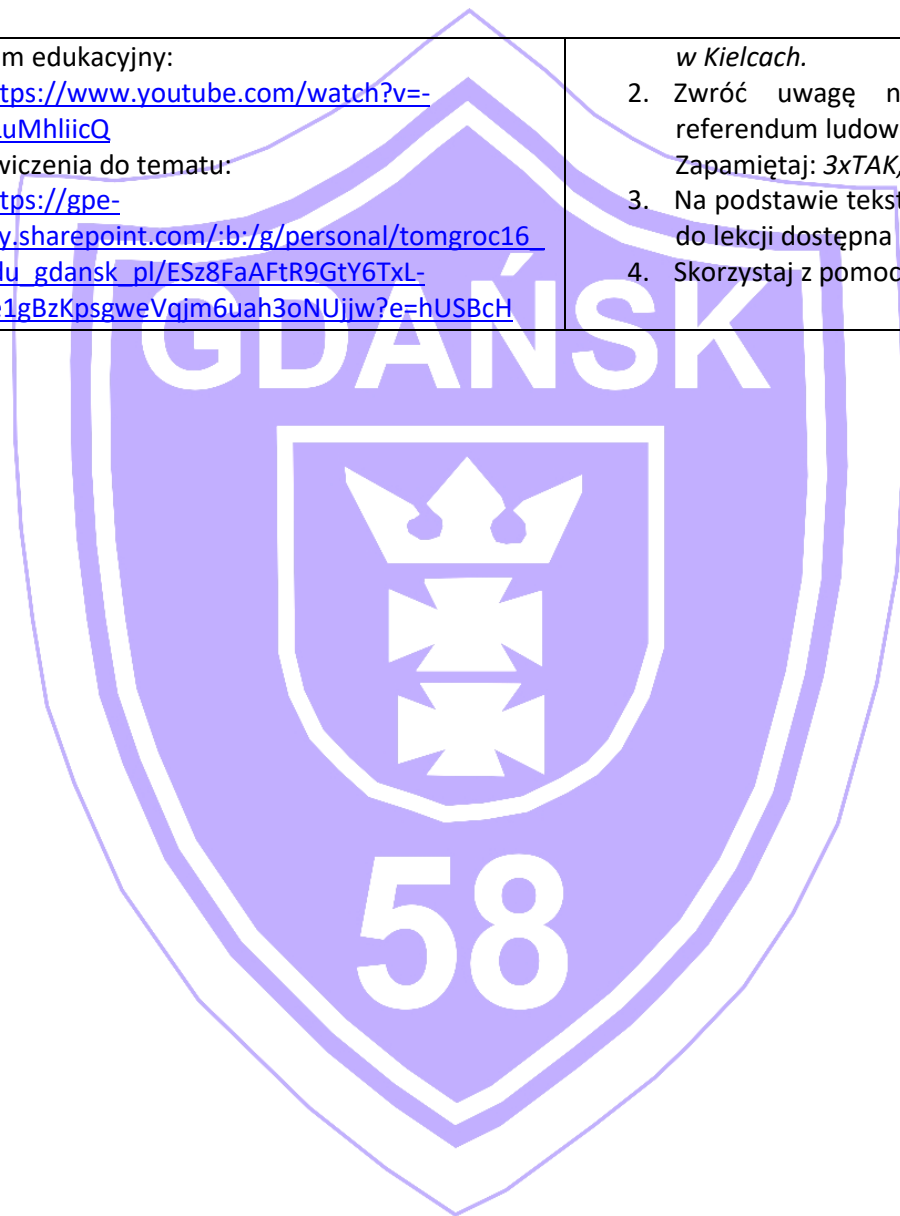 m edukacyjny:
tps://www.youtube.com/watch?v=-
uMhliicQ
wiczenia do tematu:
tps://gpe-
y.sharepoint.com/:b:/g/personal/tomgroc16_
du_gdansk_pl/ESz8FaAFtR9GtY6TxL-
e1gBzKpsgweVqjm6uah3oNUjjw?e=hUSBcH
w Kielcach.
2. Zwróć uwagę n
referendum ludow
Zapamiętaj: 3xTAK,
3. Na podstawie tekst
do lekcji dostępna
4. Skorzystaj z pomoc
GDAŃSK
58